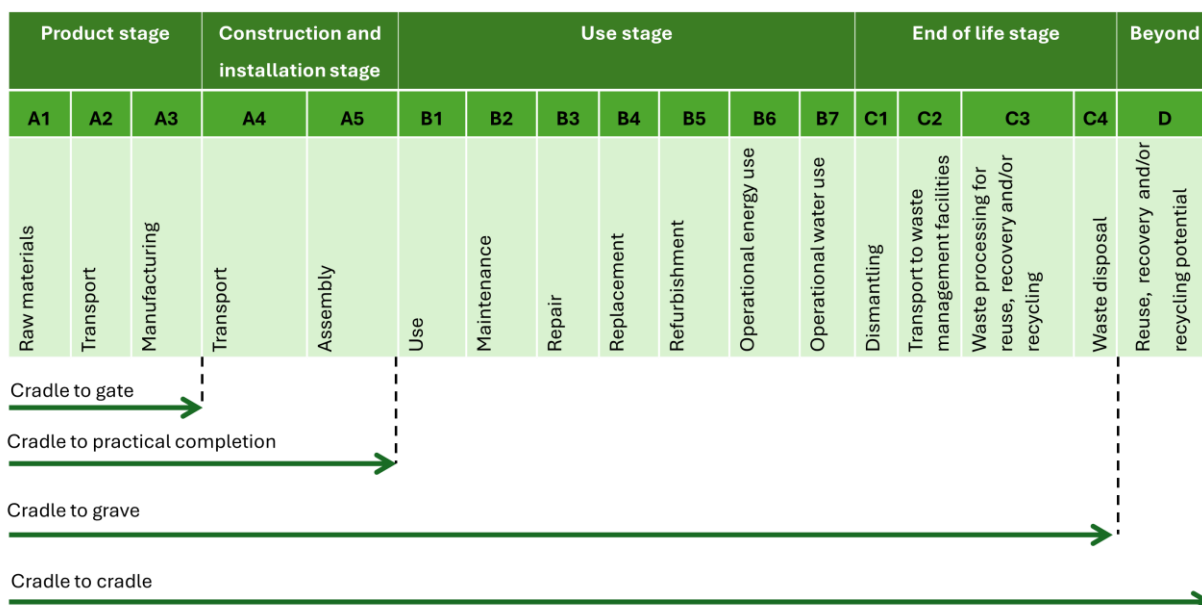 Product stage
Construction and
installation stage
Use stage
End of life stage
Beyond
A1
A2
A3
A4
A5
B1
B2
B3
B4
B5
B6
B7
C1
C2
C3
C4
D
Raw materials
Transport
Manufacturing
Transport
Assembly
Use
Maintenance
Repair
Replacement
Refurbishment
Operational energy use
Operational water use
Dismantling
Transport to waste
management facilities
Waste processing for
reuse, recovery and/or
recycling
Waste disposal
Reuse, recovery and/or
recycling potential
Cradle to gate
Cradle to practical completion
Cradle to grave
Cradle to cradle